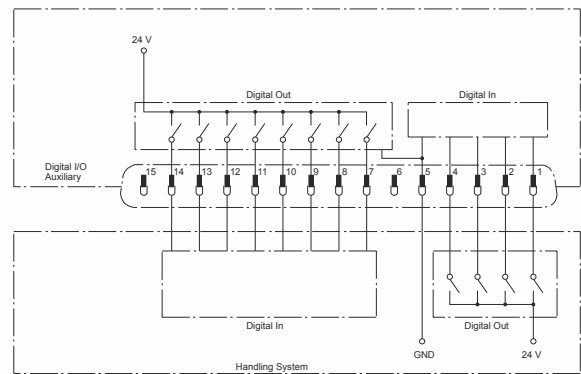 24 V
Digital Out
Digital In
Digital I/O
Auxiliary
15 14 13 12 11 10 9 8 7 6 5 4 3 2 1
Digital In
Digital Out
GND
24 V
Handling System